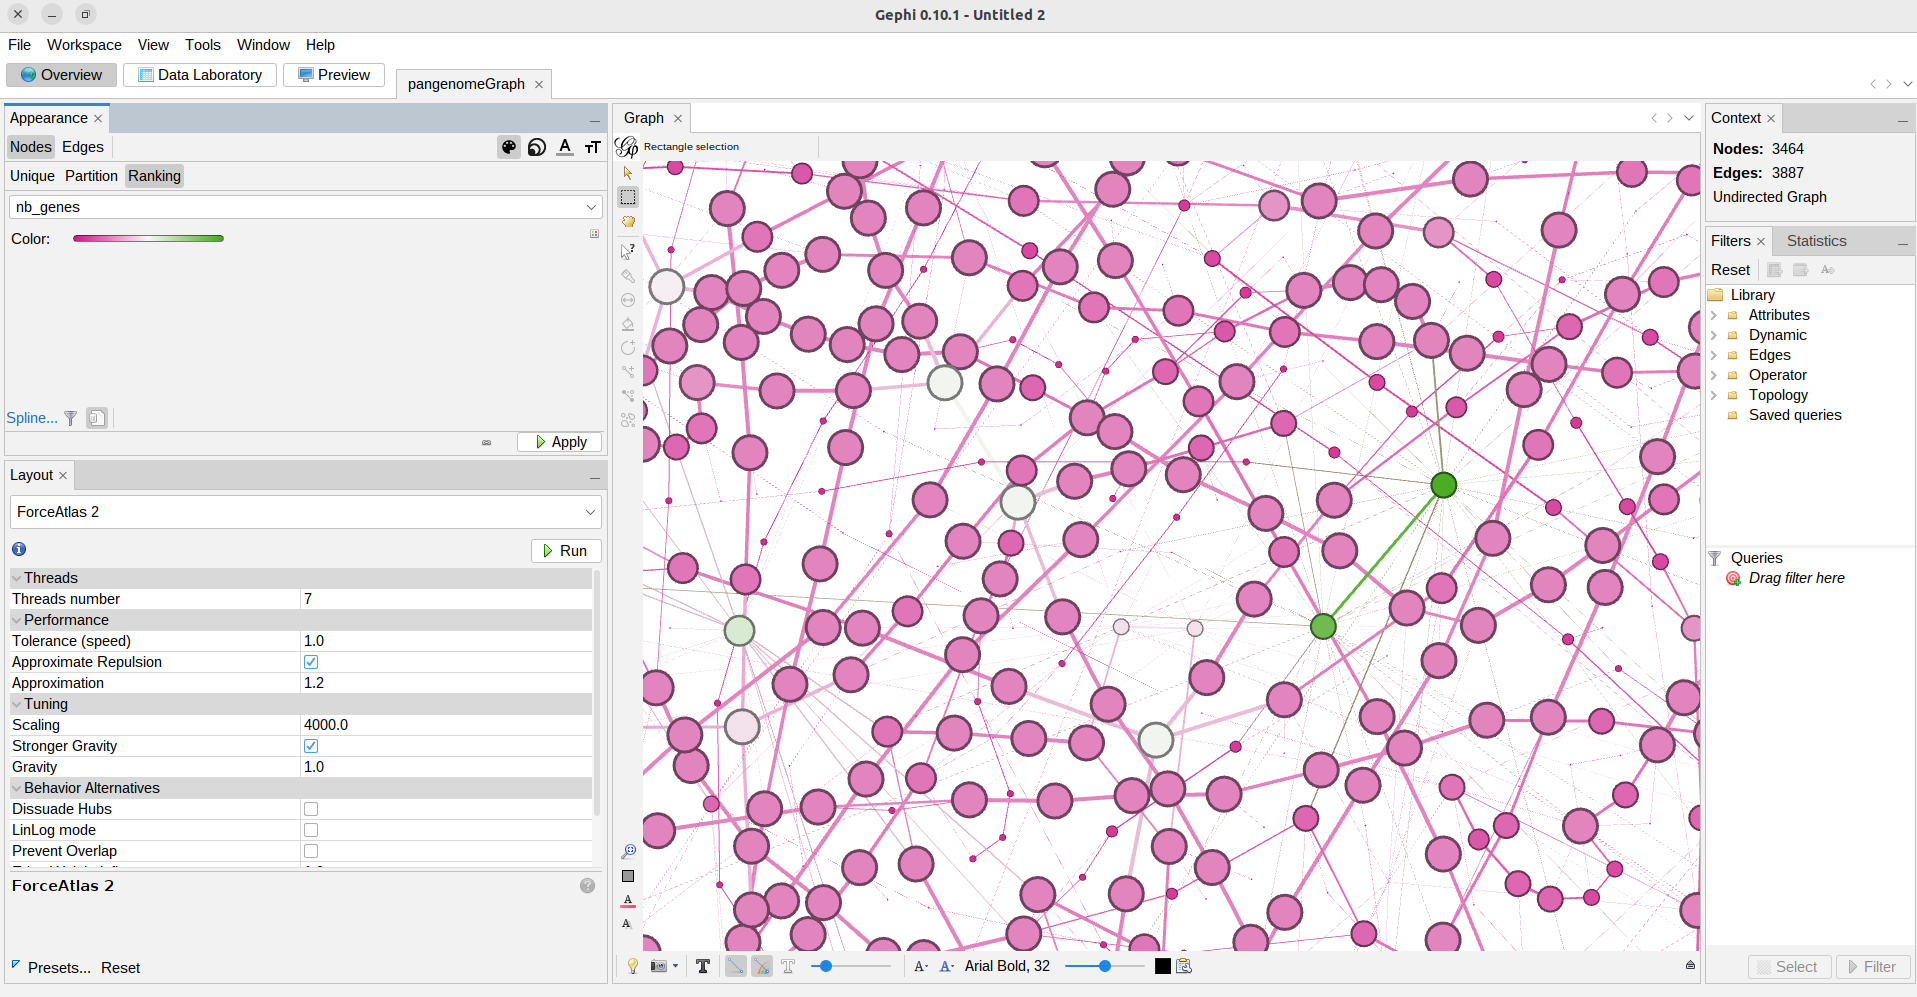 Gephi 0.10.1 - Untitled 2
File Workspace View Tools Window Help
Overview Data Laboratory Preview pangenomeGraph
Appearance
Nodes Edges
Unique Partition Ranking
nb_genes
Color:
Spline...
Apply
Layout
ForceAtlas 2
Run
Threads
Threads number 7
Performance
Tolerance (speed) 1.0
Approximate Repulsion
Approximation 1.2
Tuning
Scaling 4000.0
Stronger Gravity
Gravity 1.0
Behavior Alternatives
Dissuade Hubs
LinLog mode
Prevent Overlap
ForceAtlas 2
Presets... Reset
Graph
Rectangle selection
Arial Bold, 32
Context
Nodes: 3464
Edges: 3887
Undirected Graph
Filters Statistics
Reset
Library
Attributes
Dynamic
Edges
Operator
Topology
Saved queries
Queries
Drag filter here
Select Filter